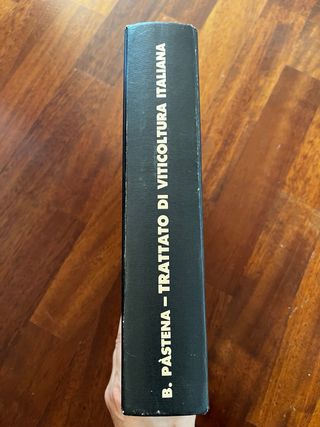 B. PÀSTENA – TRATTATO DI VITICOLTURA ITALIANA